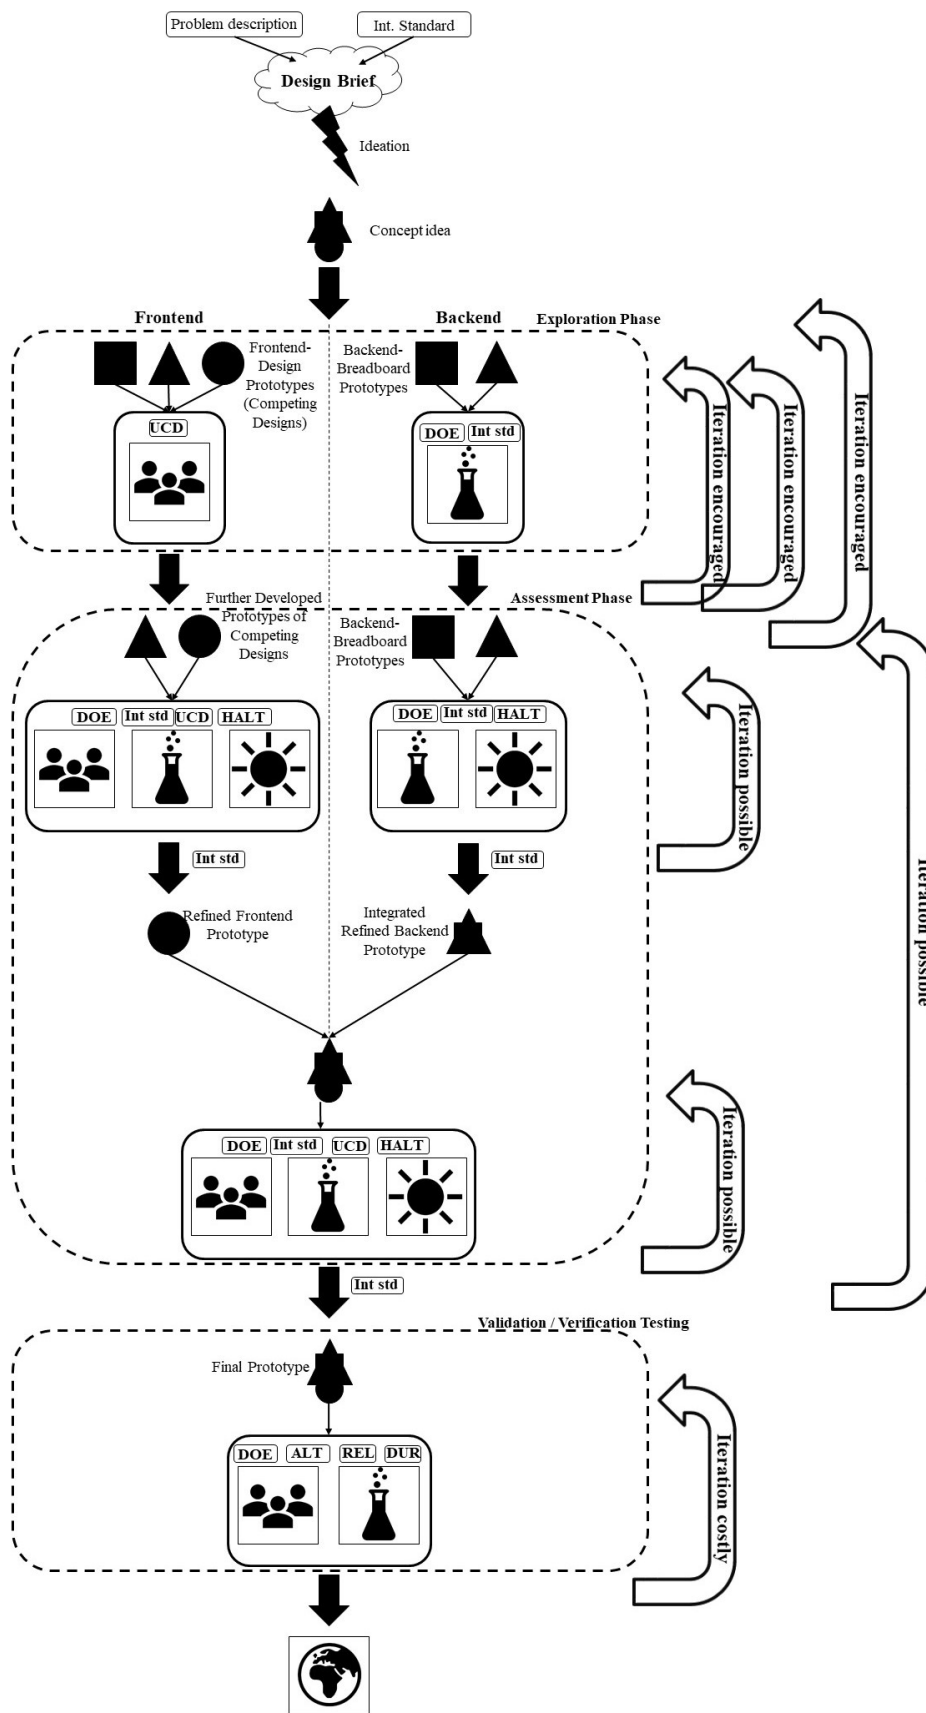 Problem description
Int. Standard
Design Brief
Ideation
Concept idea
Frontend
Backend
Exploration Phase
Frontend-
Design
Prototypes
(Competing
Designs)
Backend-
Breadboard
Prototypes
UCD
DOE
Int std
Iteration encouraged
Iteration encouraged
Iteration encouraged
Assessment Phase
Further Developed
Prototypes of
Competing
Designs
Backend-
Breadboard
Prototypes
DOE
Int std
UCD
HALT
DOE
Int std
HALT
Iteration possible
Int std
Int std
Refined Frontend
Prototype
Integrated
Refined Backend
Prototype
Iteration possible
DOE
Int std
UCD
HALT
Iteration possible
Int std
Validation / Verification Testing
Final Prototype
DOE
ALT
REL
DUR
Iteration costly